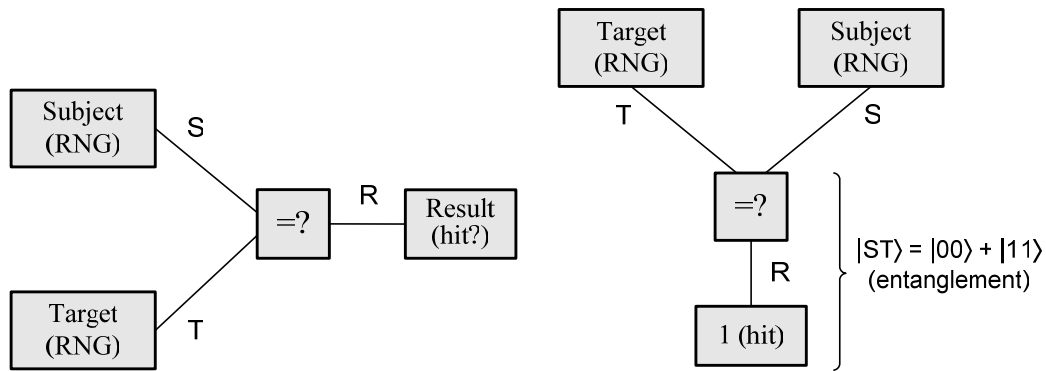 Subject
(RNG)
S
=?
R
Result
(hit?)
Target
(RNG)
T
Target
(RNG)
Subject
(RNG)
T
S
=?
R
1 (hit)
|ST⟩ = |00⟩ + |11⟩
(entanglement)